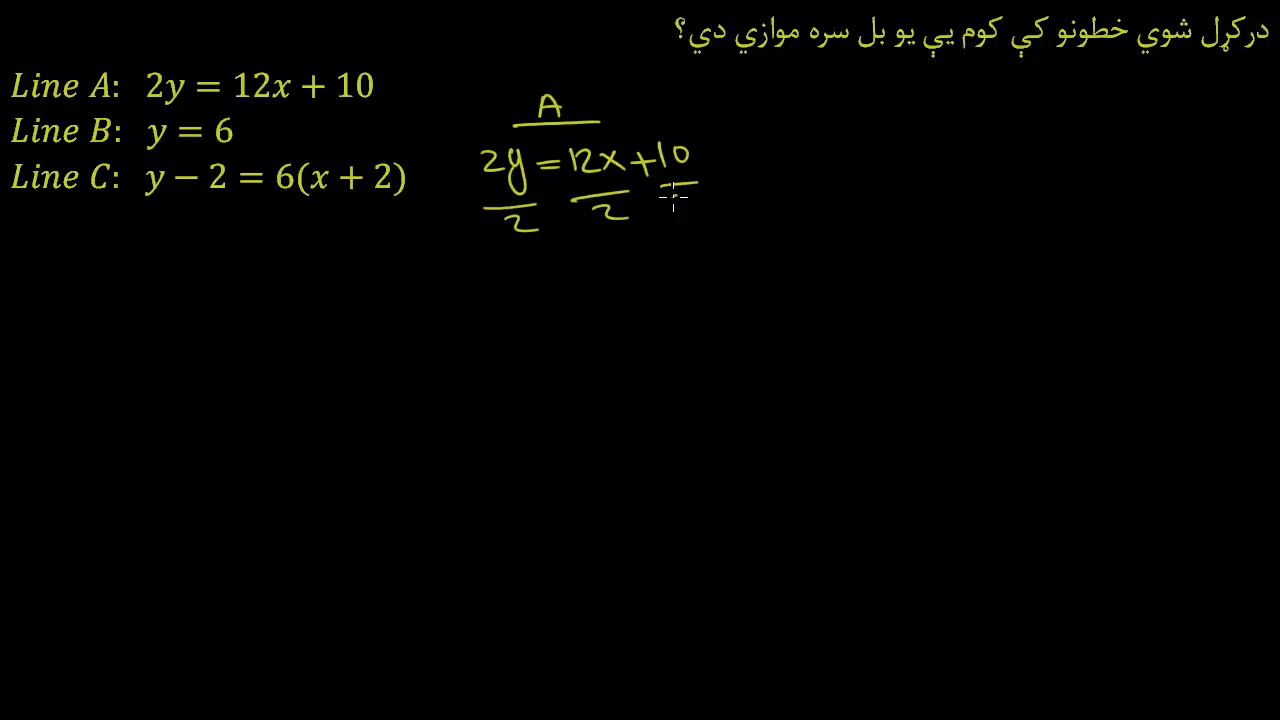 درکړل شوي خطونو کې کوم يې يو بل سره موازي دي؟
Line A: 2y = 12x + 10
Line B: y = 6
Line C: y − 2 = 6(x + 2)
A
2y = 12x + 10
2 2